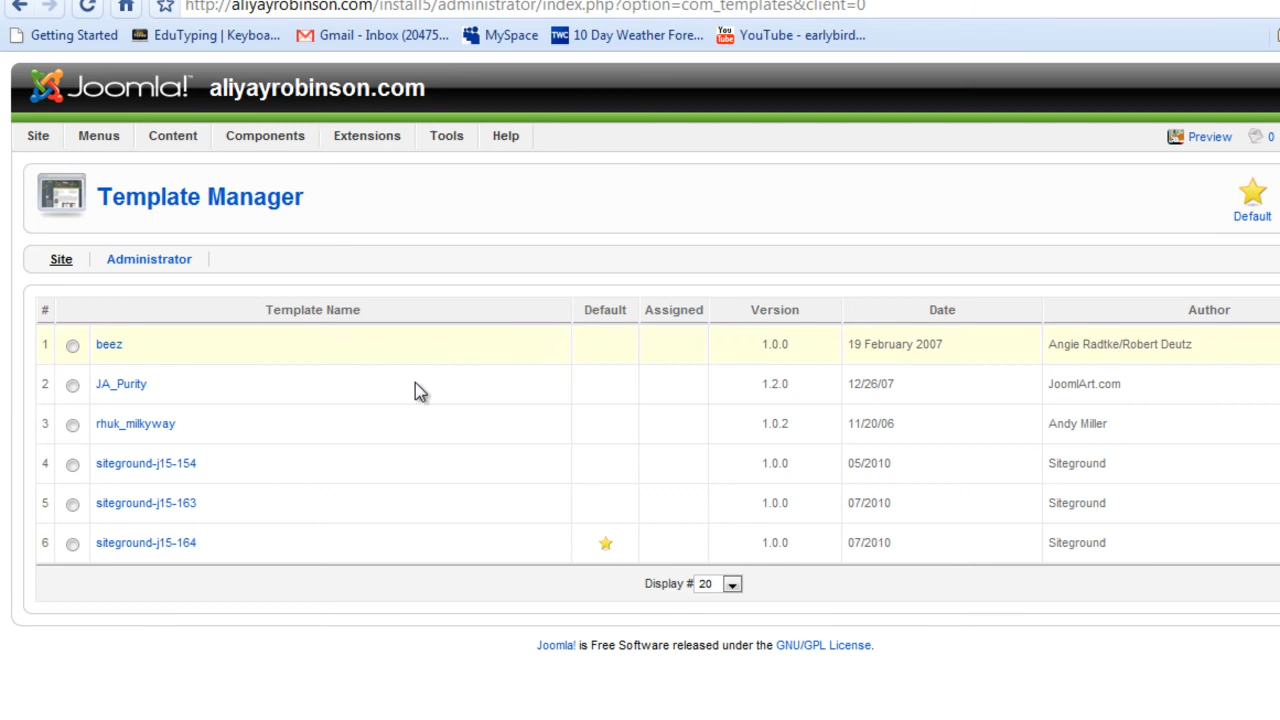 http://aliyayrobinson.com/install5/administrator/index.php?option=com_templates&client=0
Getting Started EduTyping | Keyboa... Gmail - Inbox (20475... MySpace TWC 10 Day Weather Fore... You Tube YouTube - earlybird...
Joomla! aliyayrobinson.com
Site Menus Content Components Extensions Tools Help Preview 0
Template Manager
Default
Site Administrator
# Template Name Default Assigned Version Date Author
1 beez 1.0.0 19 February 2007 Angie Radtke/Robert Deutz
2 JA_Purity 1.2.0 12/26/07 JoomlArt.com
3 rhuk_milkyway 1.0.2 11/20/06 Andy Miller
4 siteground-j15-154 1.0.0 05/2010 Siteground
5 siteground-j15-163 1.0.0 07/2010 Siteground
6 siteground-j15-164 1.0.0 07/2010 Siteground
Display # 20
Joomla! is Free Software released under the GNU/GPL License.